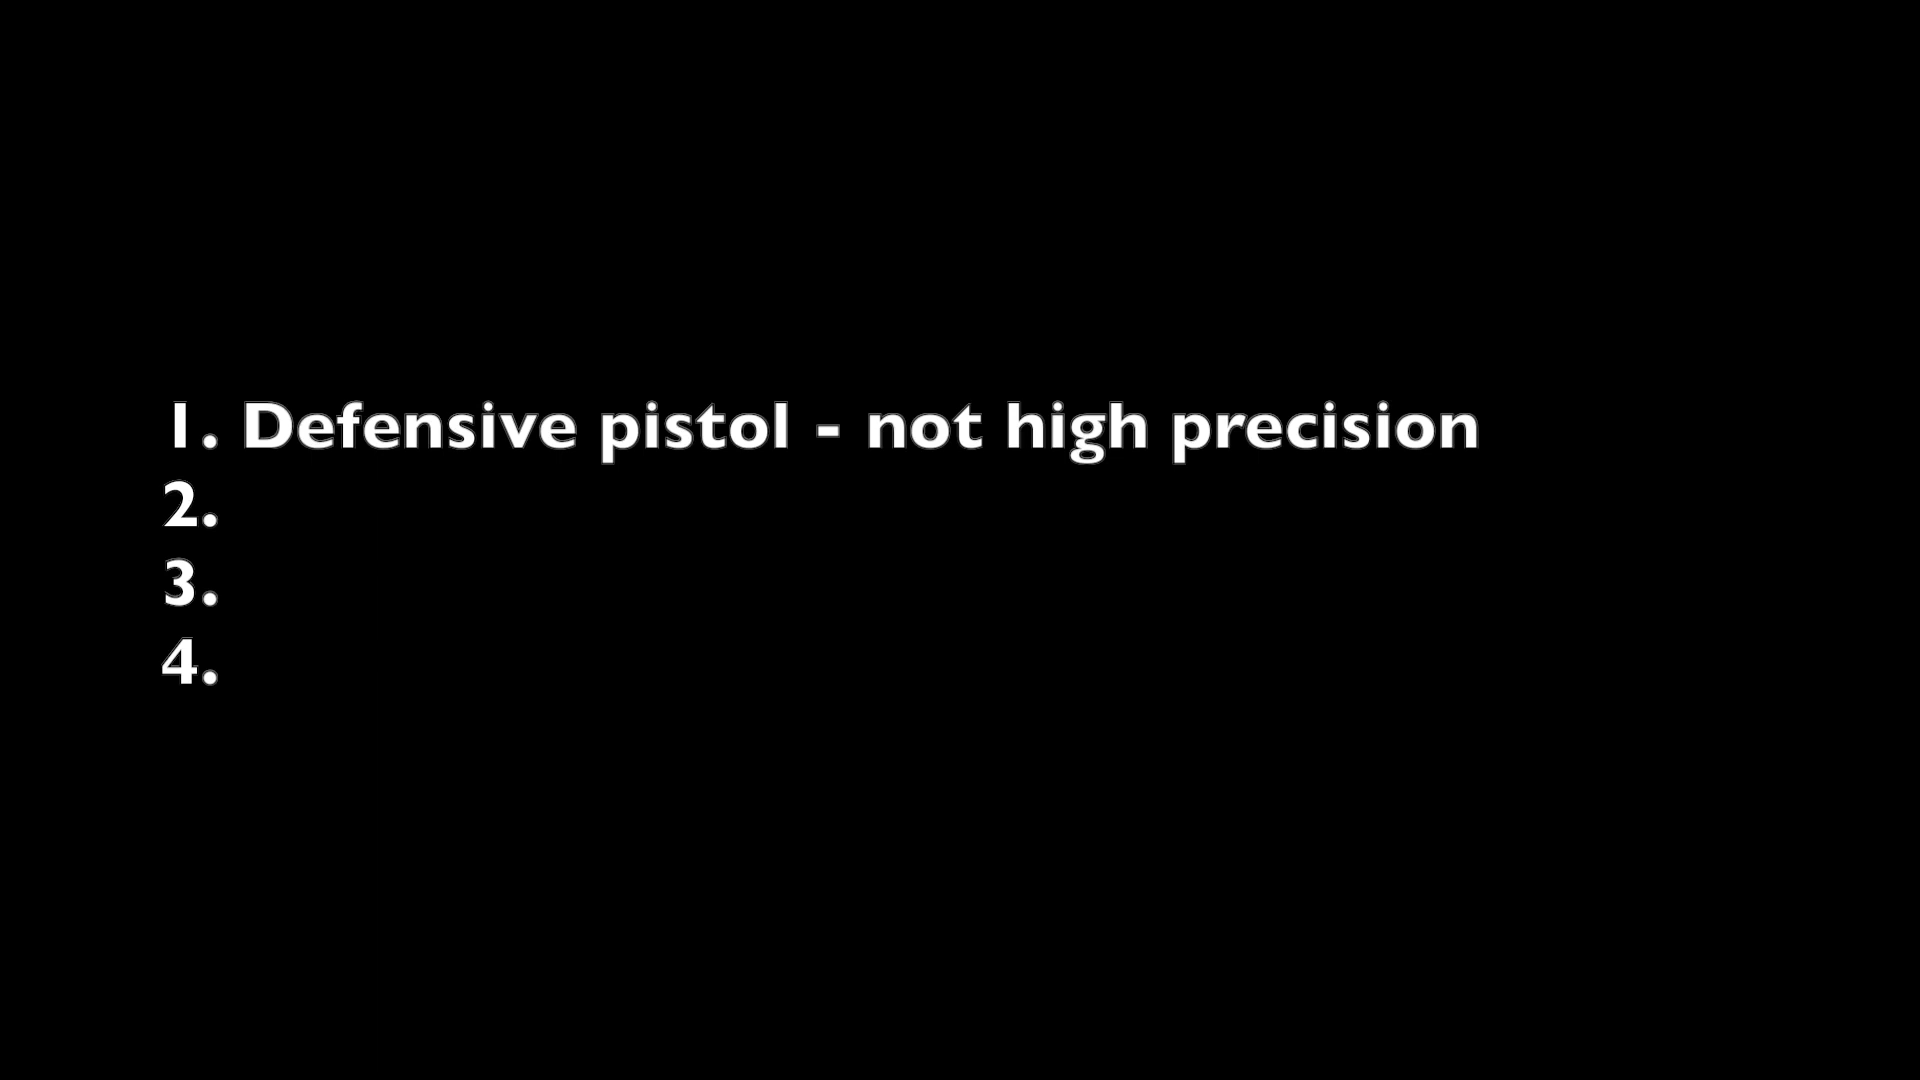 1. Defensive pistol - not high precision
2.
3.
4.